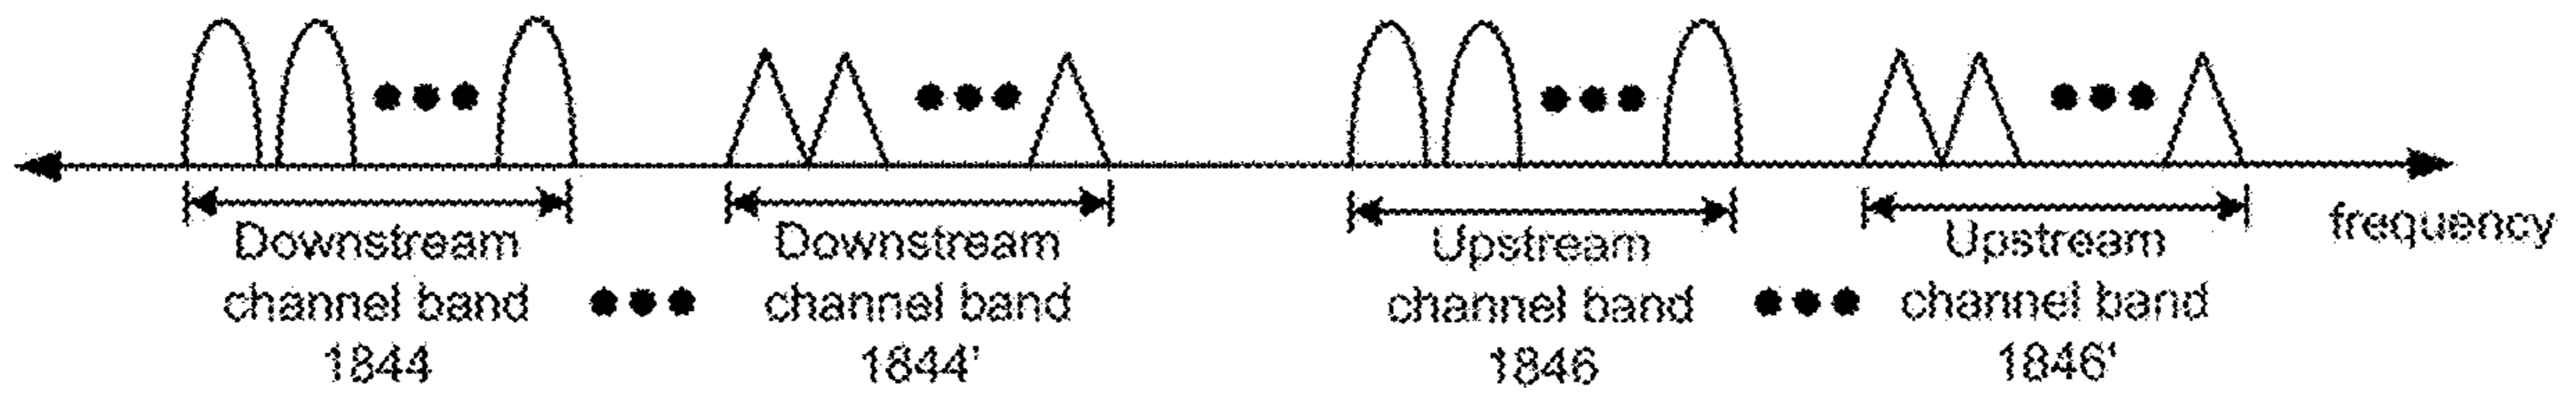 Downstream
channel band
1844
Downstream
channel band
1844'
Upstream
channel band
1846
Upstream
channel band
1846'
frequency